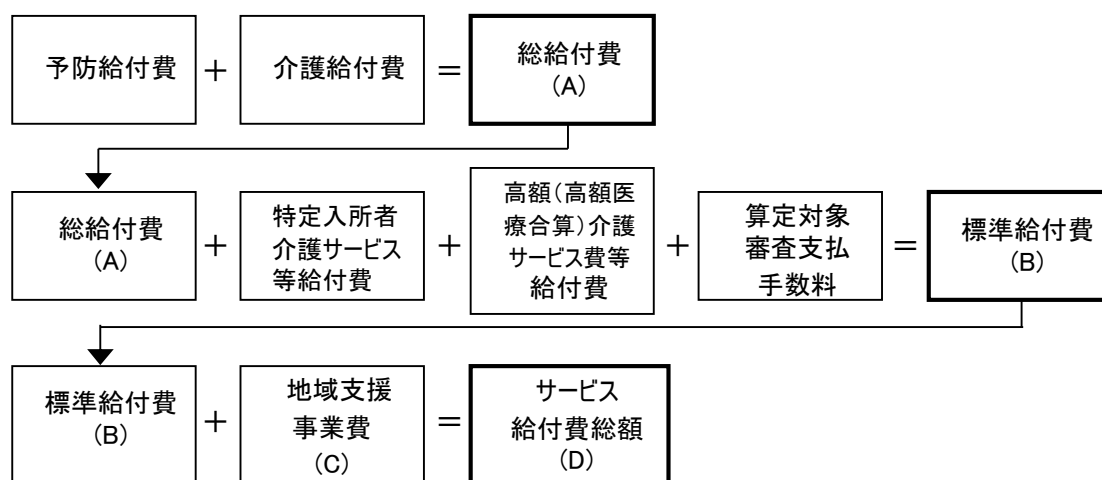 予防給付費 ＋ 介護給付費 ＝ 総給付費
(A)
総給付費
(A)
＋
特定入所者
介護サービス
等給付費
＋
高額（高額医
療合算）介護
サービス費等
給付費
＋
算定対象
審査支払
手数料
＝
標準給付費
(B)
標準給付費
(B)
＋
地域支援
事業費
(C)
＝
サービス
給付費総額
(D)